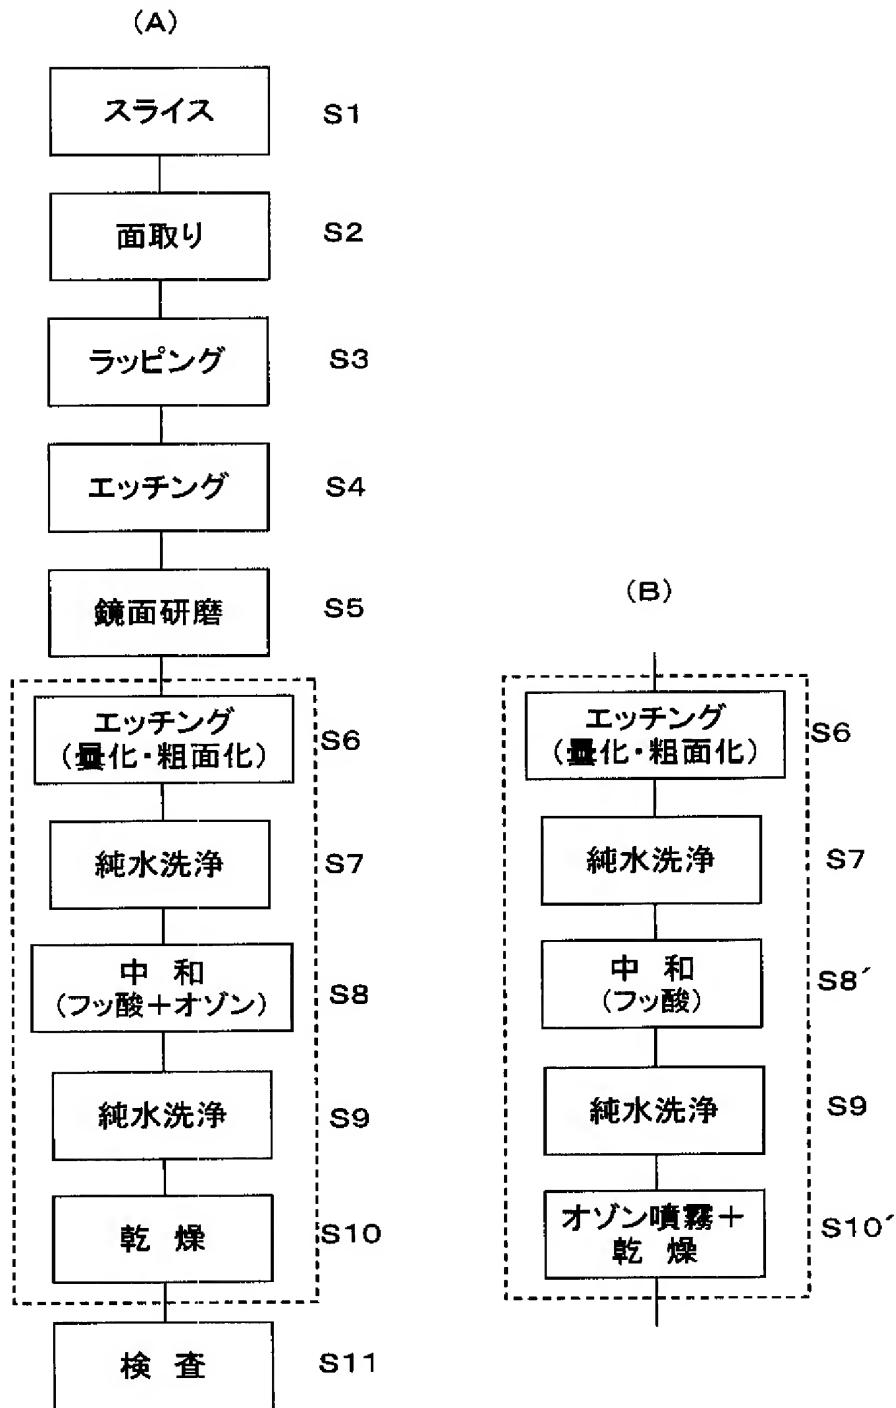 (A)
スライス S1
面取り S2
ラッピング S3
エッチング S4
鏡面研磨 S5
エッチング
(曇化・粗面化) S6
純水洗浄 S7
中 和
(フッ酸＋オゾン) S8
純水洗浄 S9
乾 燥 S10
検 査 S11
(B)
エッチング
(曇化・粗面化) S6
純水洗浄 S7
中 和
(フッ酸) S8´
純水洗浄 S9
オゾン噴霧＋
乾 燥 S10´